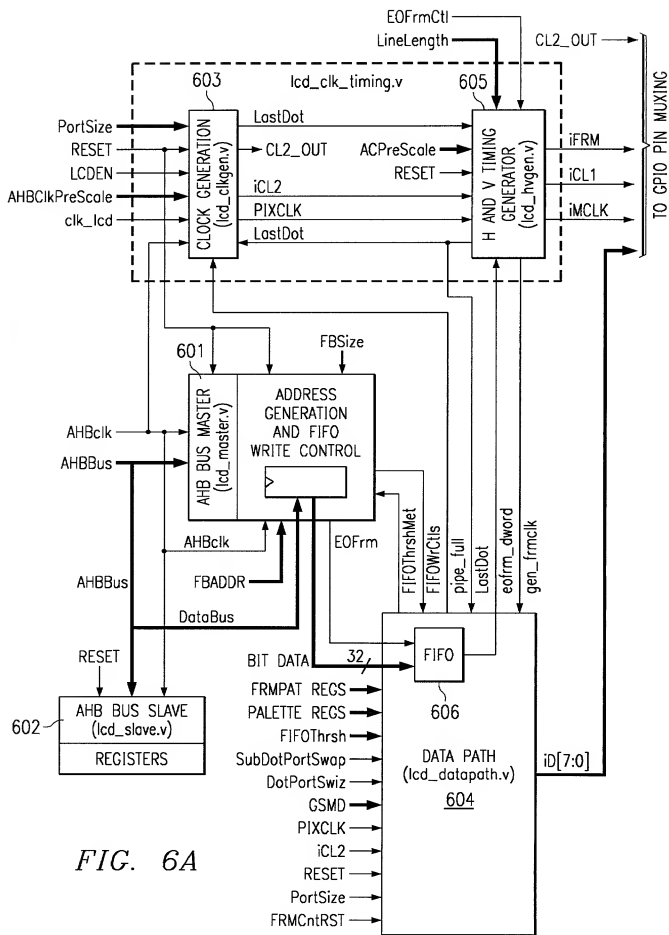 EOFrmCtl
LineLength
CL2_OUT
603
lcd_clk_timing.v
605
PortSize
RESET
LCDEN
AHBClkPreScale
clk_lcd
CLOCK GENERATION
(lcd_clkgen.v)
LastDot
CL2_OUT
iCL2
PIXCLK
LastDot
ACPreScale
RESET
H AND V TIMING
GENERATOR
(lcd_hvgen.v)
iFRM
iCL1
iMCLK
TO GPIO PIN MUXING
601
FBSize
AHB BUS MASTER
(lcd_master.v)
ADDRESS
GENERATION
AND FIFO
WRITE CONTROL
AHBclk
AHBBus
AHBclk
EOFrm
FBADDR
AHBBus
DataBus
FIFOThrshMet
FIFOWrCtls
pipe_full
LastDot
eofrm_dword
gen_frmclk
RESET
602
AHB BUS SLAVE
(lcd_slave.v)
REGISTERS
BIT DATA
32
FIFO
606
FRMPAT REGS
PALETTE REGS
FIFOThrsh
SubDotPortSwap
DotPortSwiz
GSMD
PIXCLK
iCL2
RESET
PortSize
FRMCntRST
DATA PATH
(lcd_datapath.v)
604
iD[7:0]
FIG. 6A